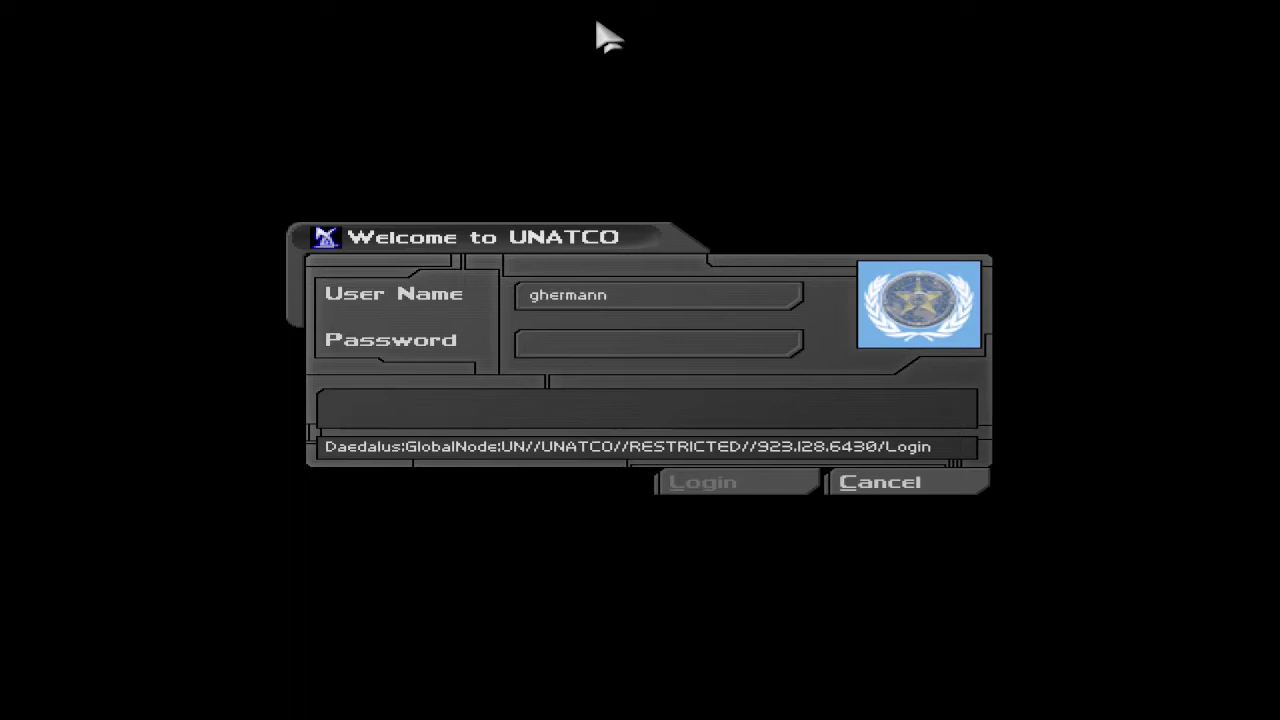 Welcome to UNATCO
User Name
ghermann
Password
Daedalus:GlobalNode:UN//UNATCO//RESTRICTED//923.128.6430/Login
Login
Cancel